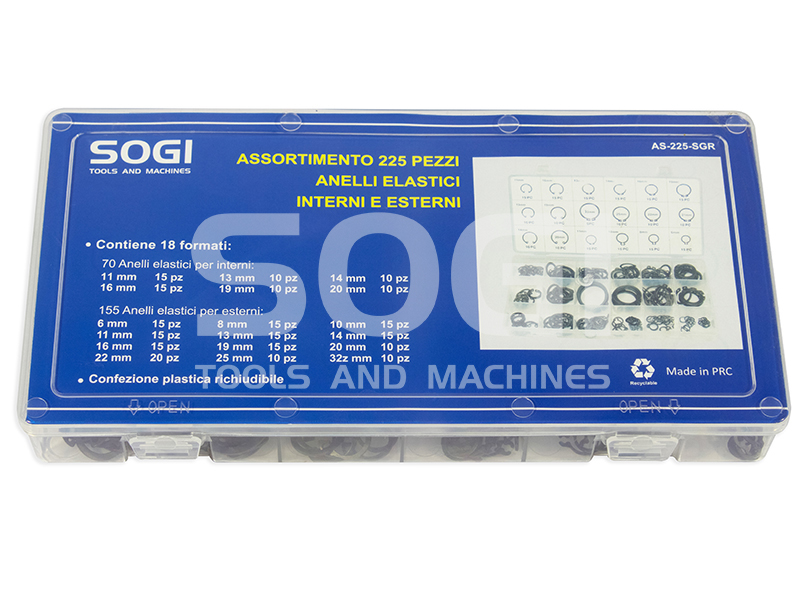 SOGI
TOOLS AND MACHINES
AS-225-SGR
ASSORTIMENTO 225 PEZZI
ANELLI ELASTICI
INTERNI E ESTERNI
• Contiene 18 formati:
70 Anelli elastici per interni:
11 mm 15 pz 13 mm 10 pz 14 mm 10 pz
16 mm 15 pz 19 mm 10 pz 20 mm 10 pz
155 Anelli elastici per esterni:
6 mm 15 pz 8 mm 15 pz 10 mm 15 pz
11 mm 15 pz 13 mm 15 pz 14 mm 15 pz
16 mm 15 pz 19 mm 15 pz 20 mm 10 pz
22 mm 20 pz 25 mm 10 pz 32z mm 10 pz
• Confezione plastica richiudibile
Recyclable
Made in PRC
OPEN OPEN
SOGI
TOOLS AND MACHINES